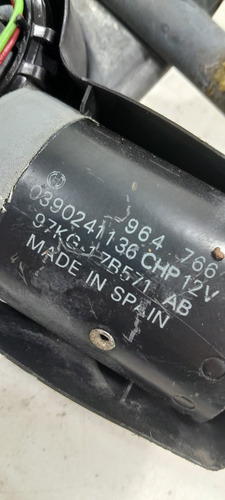 964 766
0390241136 CHP 12V
97KG-17B571 AB
MADE IN SPAIN